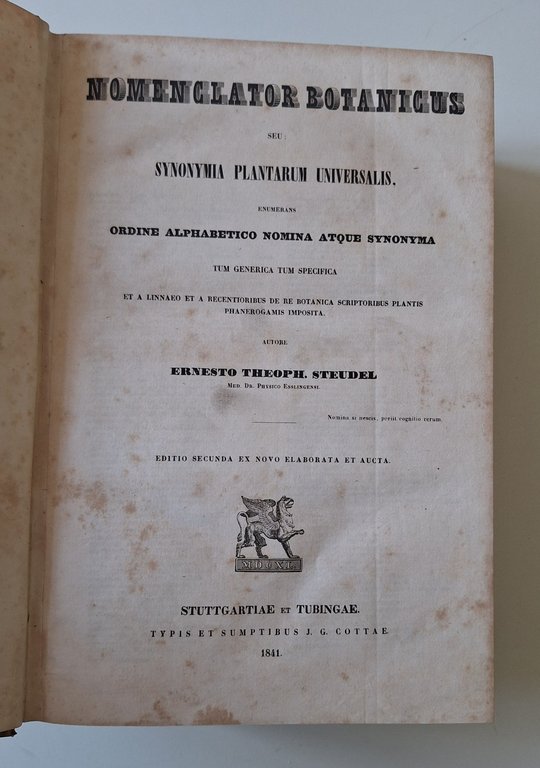 NOMENCLATOR BOTANICUS
SEU:
SYNONYMIA PLANTARUM UNIVERSALIS,
ENUMERANS
ORDINE ALPHABETICO NOMINA ATQUE SYNONYMA
TUM GENERICA TUM SPECIFICA
ET A LINNAEO ET A RECENTIORIBUS DE RE BOTANICA SCRIPTORIBUS PLANTIS
PHANEROGAMIS IMPOSITA.
AUTORE
ERNESTO THEOPH. STEUDEL
MED. DR. PHYSICO ESSLINGENSI.
Nomina si nescis, periit cognitio rerum.
EDITIO SECUNDA EX NOVO ELABORATA ET AUCTA.
MDCXL
STUTTGARTIAE ET TUBINGAE.
TYPIS ET SUMPTIBUS J. G. COTTAE
1841.